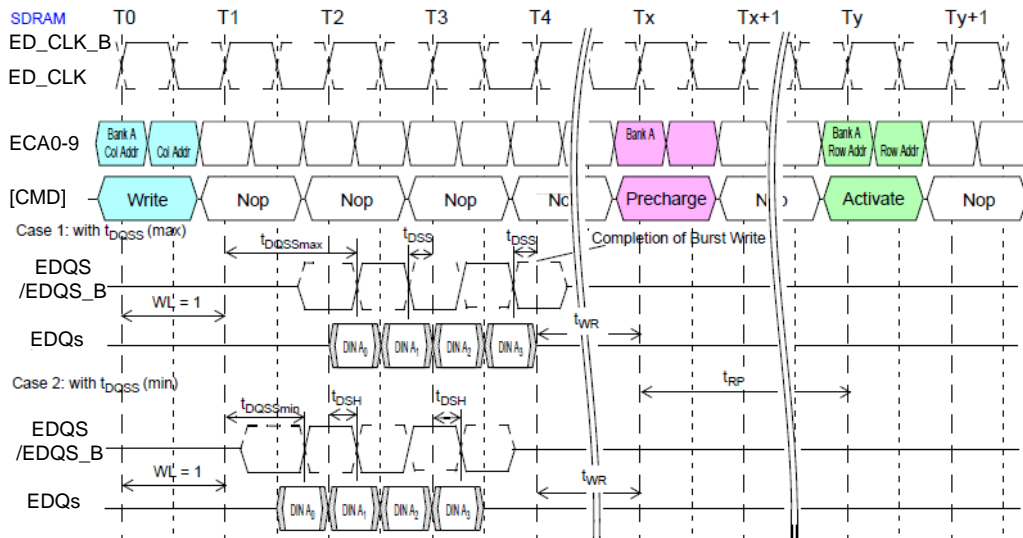 SDRAM T0 T1 T2 T3 T4 Tx Tx+1 Ty Ty+1
ED_CLK_B
ED_CLK
ECA0-9 Bank A Col Addr Col Addr Bank A Bank A Row Addr Row Addr
[CMD] Write Nop Nop Nop Precharge Nop Activate Nop
Case 1: with tDQSS (max) tDQSSmax tDSS tDSS Completion of Burst Write
EDQS
/EDQS_B
WL = 1 tWR
EDQs DIN A0 DIN A1 DIN A2 DIN A3
Case 2: with tDQSS (min) tRP
tDQSSmin tDSH tDSH
EDQS
/EDQS_B
WL = 1 tWR
EDQs DIN A0 DIN A1 DIN A2 DIN A3